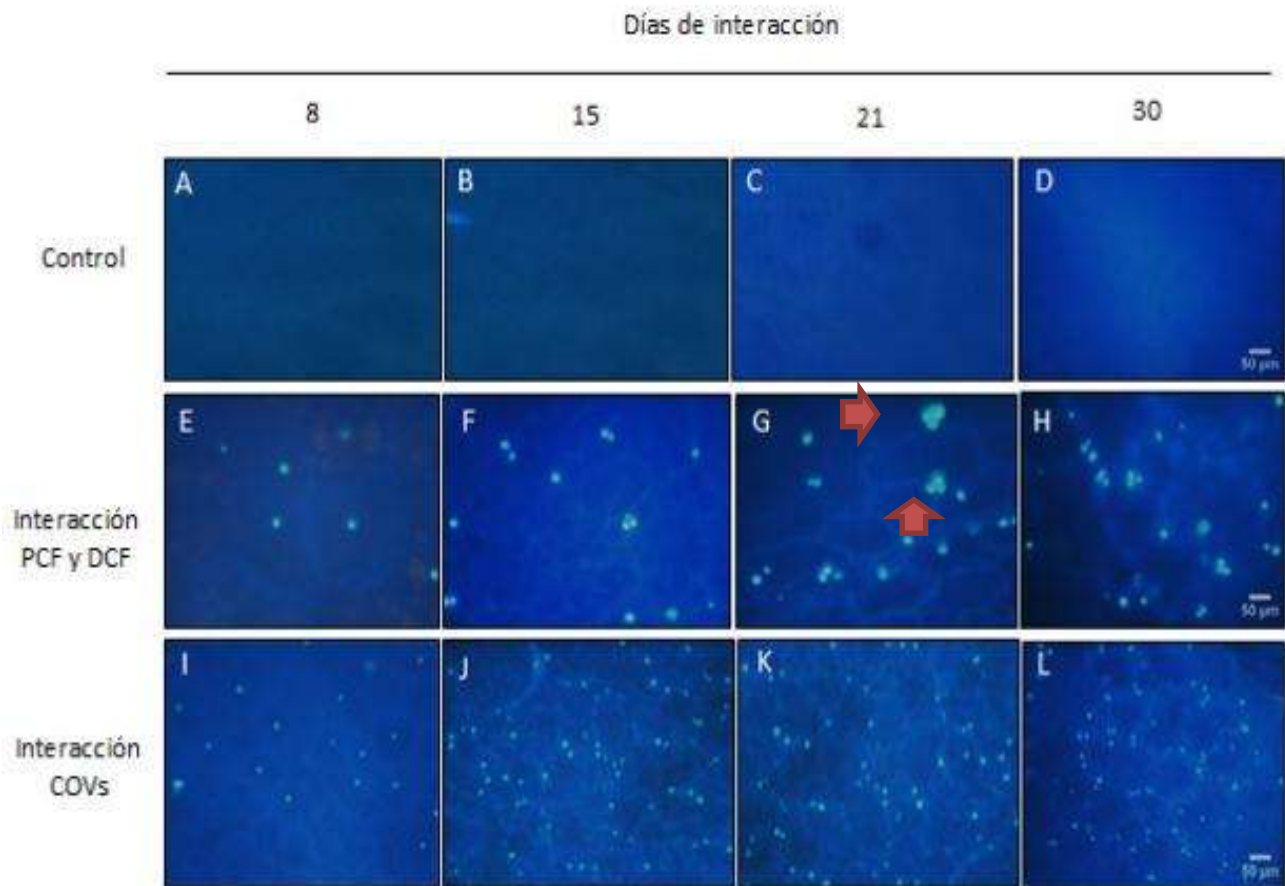 Días de interacción
8 15 21 30
A B C D
Control
50 µm
E F G H
Interacción
PCF y DCF
50 µm
I J K L
Interacción
COVs
50 µm